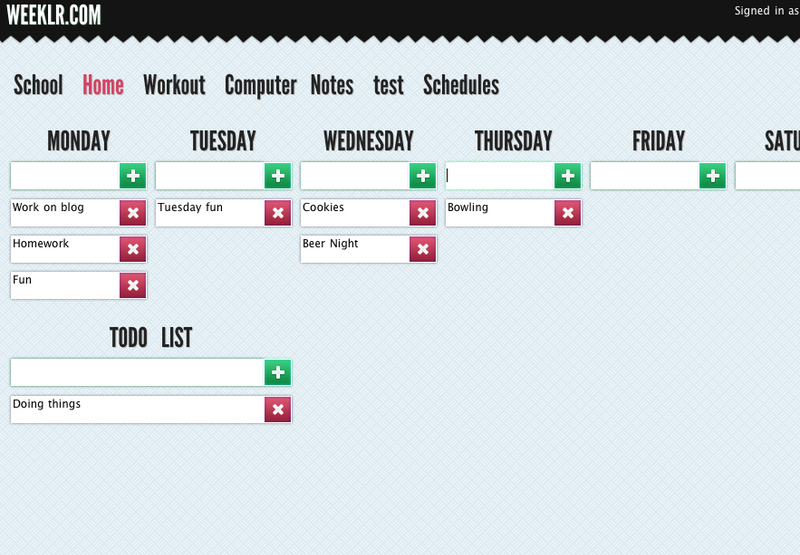 WEEKLR.COM
Signed in as
School Home Workout Computer Notes test Schedules
MONDAY TUESDAY WEDNESDAY THURSDAY FRIDAY SATU
Work on blog Tuesday fun Cookies Bowling
Homework Beer Night
Fun
TODO LIST
Doing things